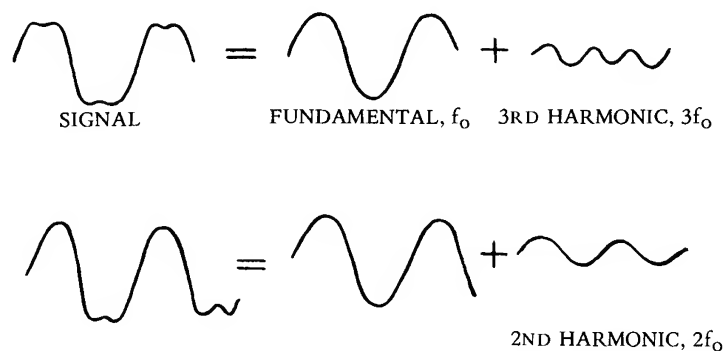 SIGNAL
FUNDAMENTAL, f₀
3RD HARMONIC, 3f₀
2ND HARMONIC, 2f₀